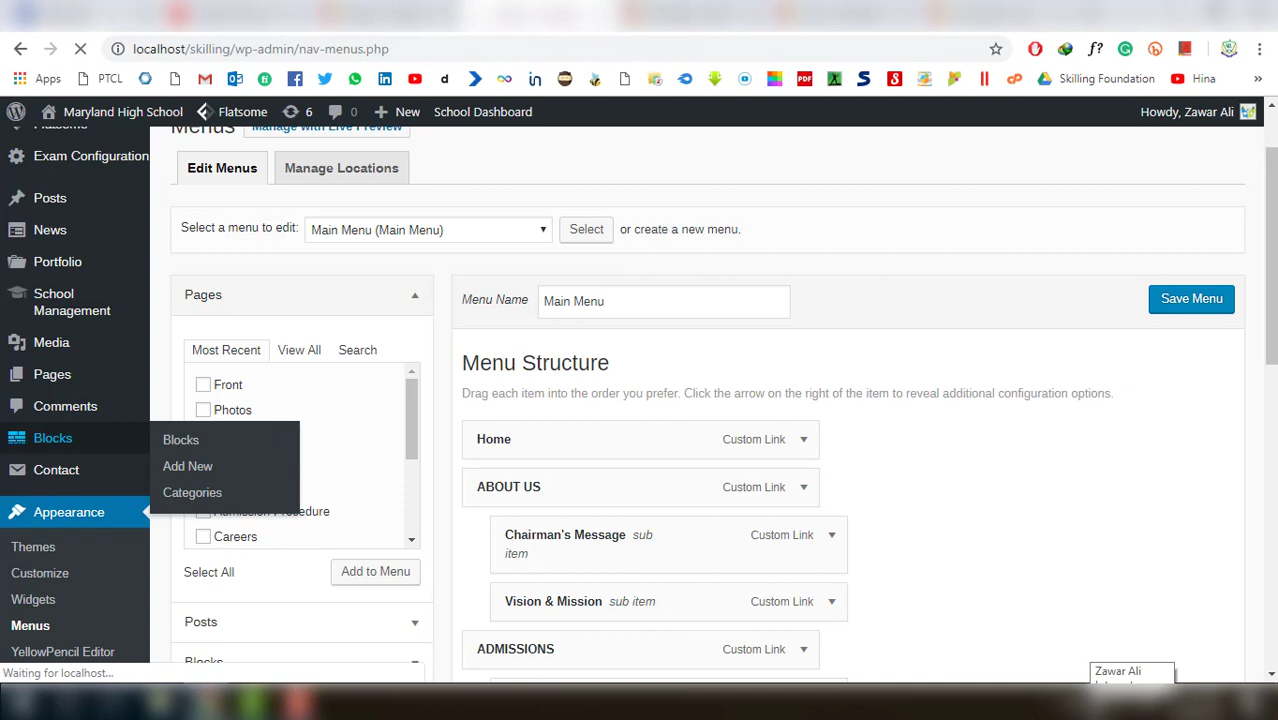 localhost/skilling/wp-admin/nav-menus.php
Apps PTCL Skilling Foundation Hina
Maryland High School Flatsome 6 0 New School Dashboard Howdy, Zawar Ali
Flatsome
Menus Manage with Live Preview
Exam Configuration
Edit Menus Manage Locations
Posts
News
Select a menu to edit: Main Menu (Main Menu) Select or create a new menu.
Portfolio
School
Management
Pages
Menu Name Main Menu Save Menu
Media
Most Recent View All Search
Menu Structure
Pages
Front
Drag each item into the order you prefer. Click the arrow on the right of the item to reveal additional configuration options.
Comments
Photos
Blocks
Blocks
Add New
Categories
Home Custom Link
Contact
ABOUT US Custom Link
Appearance
Admission Procedure
Careers
Chairman's Message sub
item
Custom Link
Themes
Customize
Select All Add to Menu
Widgets
Vision & Mission sub item Custom Link
Menus
Posts
YellowPencil Editor
ADMISSIONS Custom Link
Blocks
Waiting for localhost...
Zawar Ali